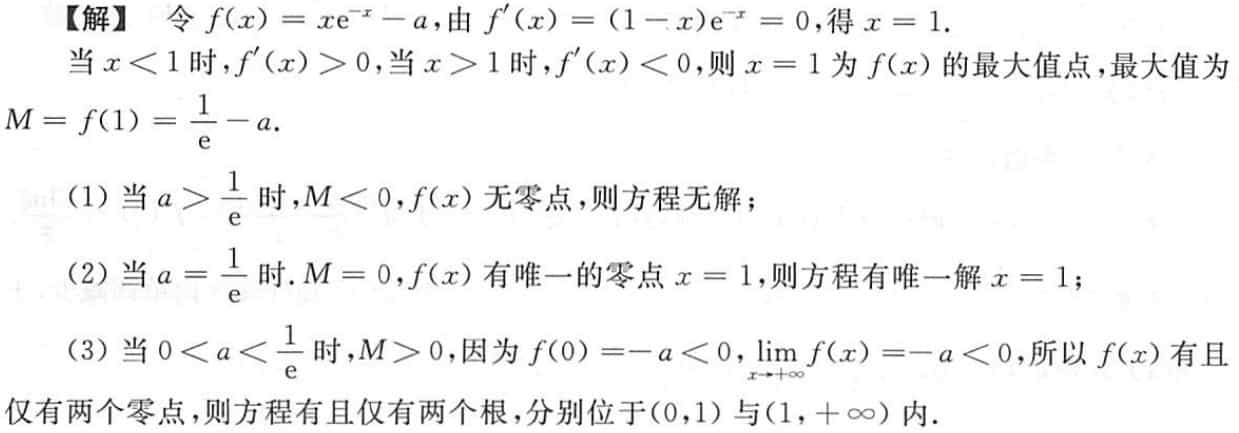 【解】 令 f(x) = xe^{-x} - a,由 f′(x) = (1-x)e^{-x} = 0,得 x = 1.
当 x < 1 时,f′(x) > 0,当 x > 1 时,f′(x) < 0,则 x = 1 为 f(x) 的最大值点,最大值为
M = f(1) = \frac{1}{e} - a.
(1) 当 a > \frac{1}{e} 时,M < 0,f(x) 无零点,则方程无解;
(2) 当 a = \frac{1}{e} 时. M = 0,f(x) 有唯一的零点 x = 1,则方程有唯一解 x = 1;
(3) 当 0 < a < \frac{1}{e} 时,M > 0,因为 f(0) =- a < 0, \lim_{x→+∞} f(x) =- a < 0,所以 f(x) 有且
仅有两个零点,则方程有且仅有两个根,分别位于(0,1) 与(1,+∞) 内.